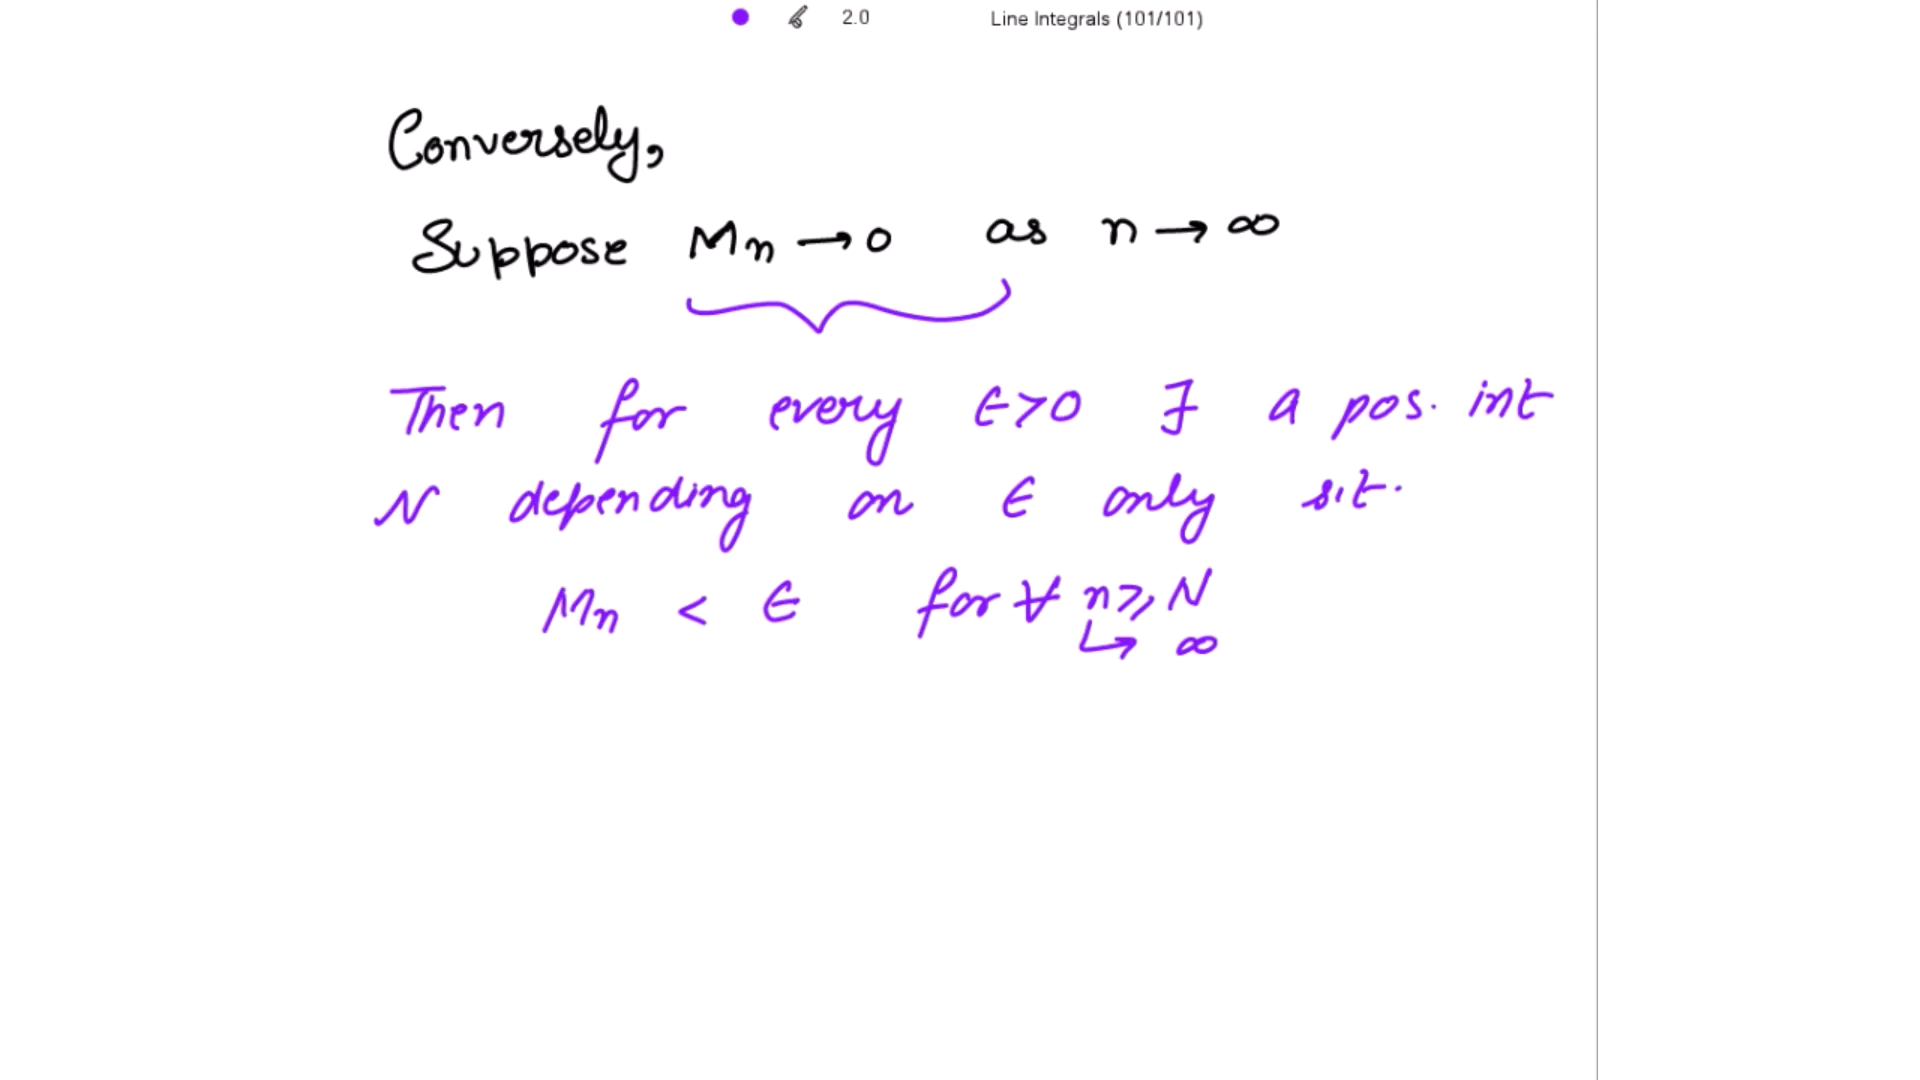 2.0 Line Integrals (101/101)
Conversely,
Suppose Mn → 0 as n → ∞
Then for every ϵ>0 ∃ a pos. int
N depending on ϵ only s.t.
Mn < ϵ for ∀ n ⩾ N
↳ ∞